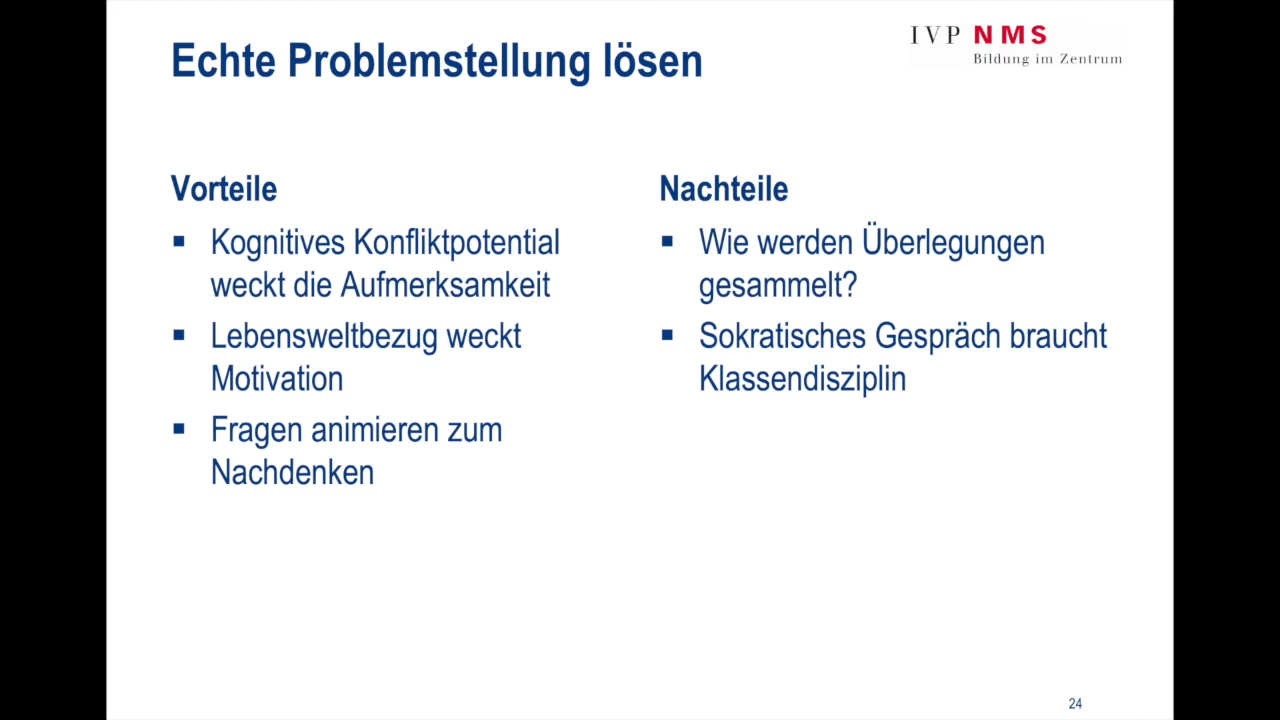 Echte Problemstellung lösen
IVP NMS
Bildung im Zentrum
Vorteile
▪ Kognitives Konfliktpotential
weckt die Aufmerksamkeit
▪ Lebensweltbezug weckt
Motivation
▪ Fragen animieren zum
Nachdenken
Nachteile
▪ Wie werden Überlegungen
gesammelt?
▪ Sokratisches Gespräch braucht
Klassendisziplin
24